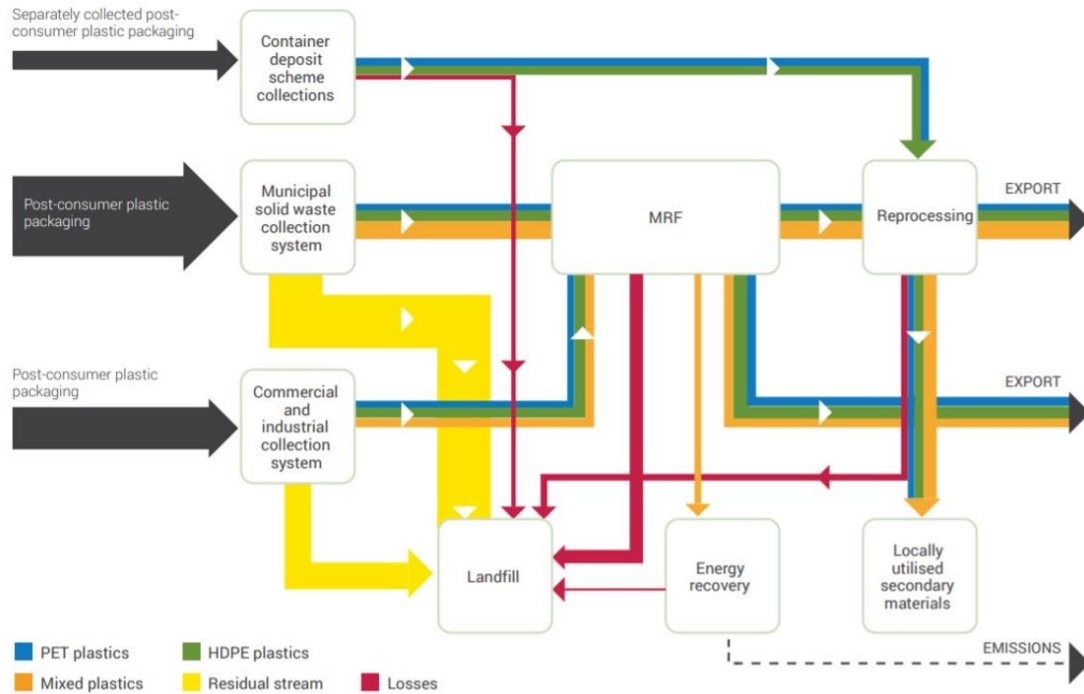 Separately collected post-
consumer plastic packaging
Container
deposit
scheme
collections
Post-consumer plastic
packaging
Municipal
solid waste
collection
system
MRF
Reprocessing
EXPORT
Post-consumer plastic
packaging
Commercial
and
industrial
collection
system
EXPORT
Landfill
Energy
recovery
Locally
utilised
secondary
materials
PET plastics
HDPE plastics
Mixed plastics
Residual stream
Losses
EMISSIONS